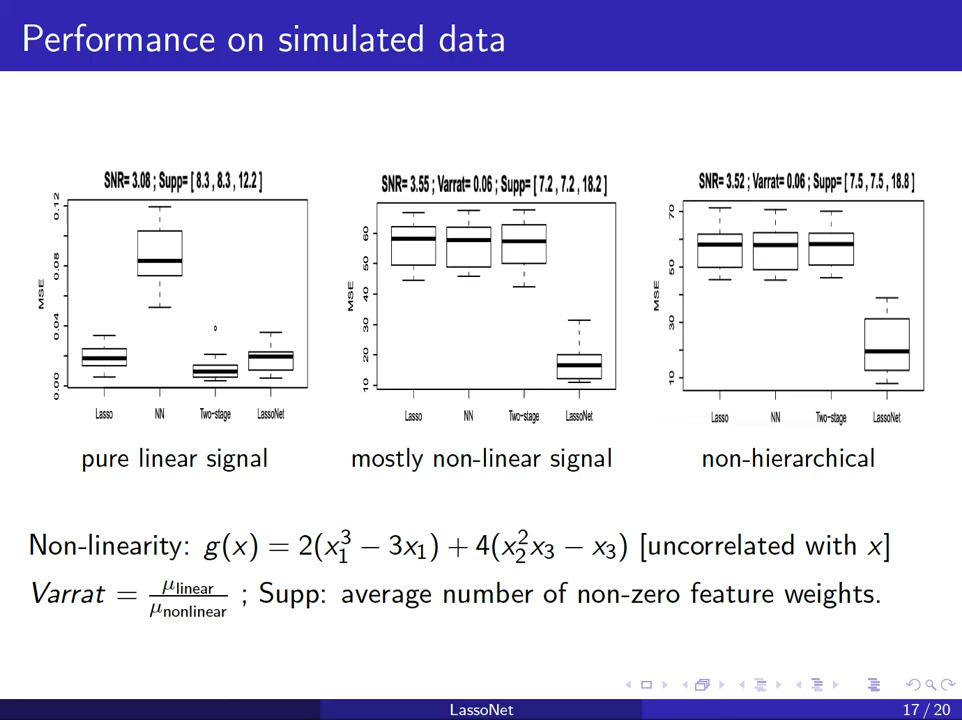 Performance on simulated data
SNR= 3.08 ; Supp= [ 8.3 , 8.3 , 12.2 ]
MSE
0.00 0.04 0.08 0.12
Lasso NN Two-stage LassoNet
pure linear signal
SNR= 3.55 ; Varrat= 0.06 ; Supp= [ 7.2 , 7.2 , 18.2 ]
MSE
10 20 30 40 50 60
Lasso NN Two-stage LassoNet
mostly non-linear signal
SNR= 3.52 ; Varrat= 0.06 ; Supp= [ 7.5 , 7.5 , 18.8 ]
MSE
10 30 50 70
Lasso NN Two-stage LassoNet
non-hierarchical
Non-linearity: g(x) = 2(x₁³ − 3x₁) + 4(x₂²x₃ − x₃) [uncorrelated with x]
Varrat = μlinear / μnonlinear ; Supp: average number of non-zero feature weights.
LassoNet 17 / 20